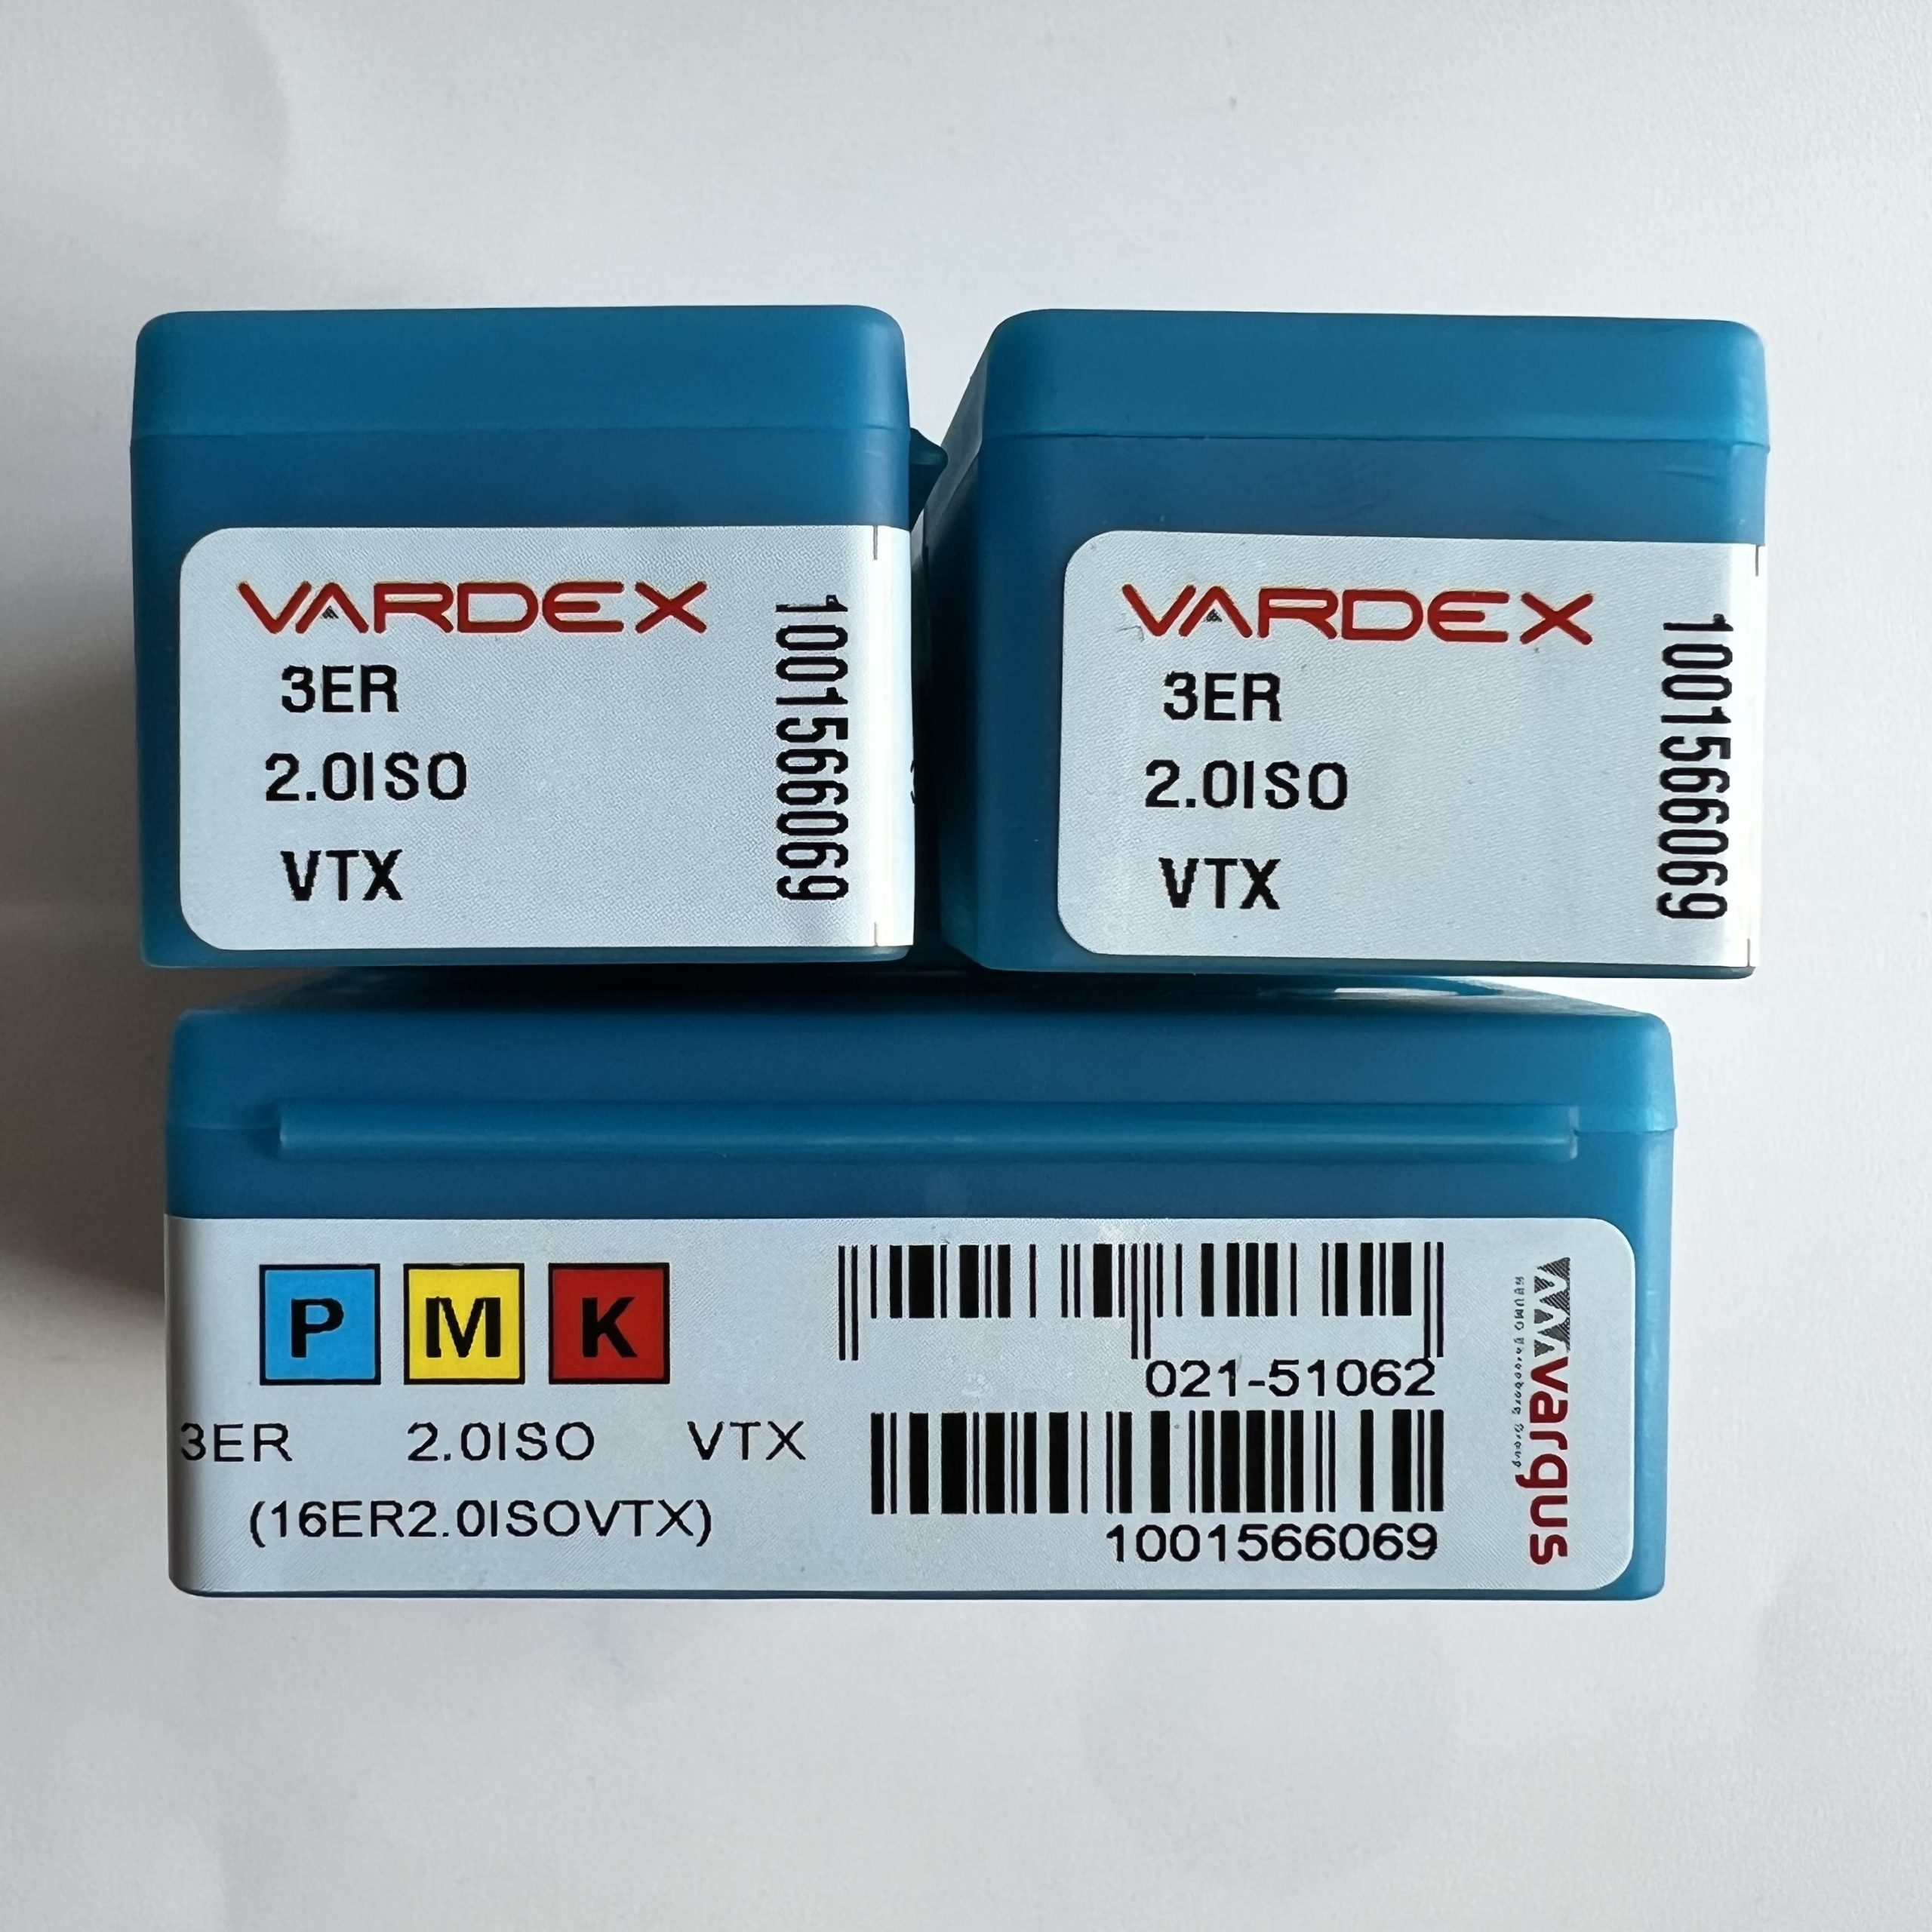 VARDEX
3ER
2.0ISO
VTX
1001566069
VARDEX
3ER
2.0ISO
VTX
1001566069
P M K
3ER 2.0ISO VTX
(16ER2.0ISOVTX)
021-51062
1001566069
vargus